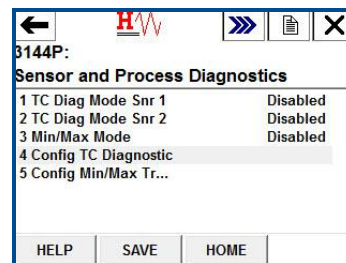 H
3144P:
Sensor and Process Diagnostics
1 TC Diag Mode Snr 1 Disabled
2 TC Diag Mode Snr 2 Disabled
3 Min/Max Mode Disabled
4 Config TC Diagnostic
5 Config Min/Max Tr...
HELP SAVE HOME